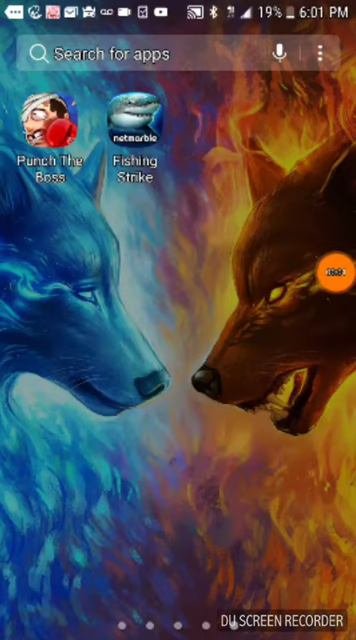 19% 6:01 PM
Search for apps
netmarble
Punch The
Boss
Fishing
Strike
DU SCREEN RECORDER